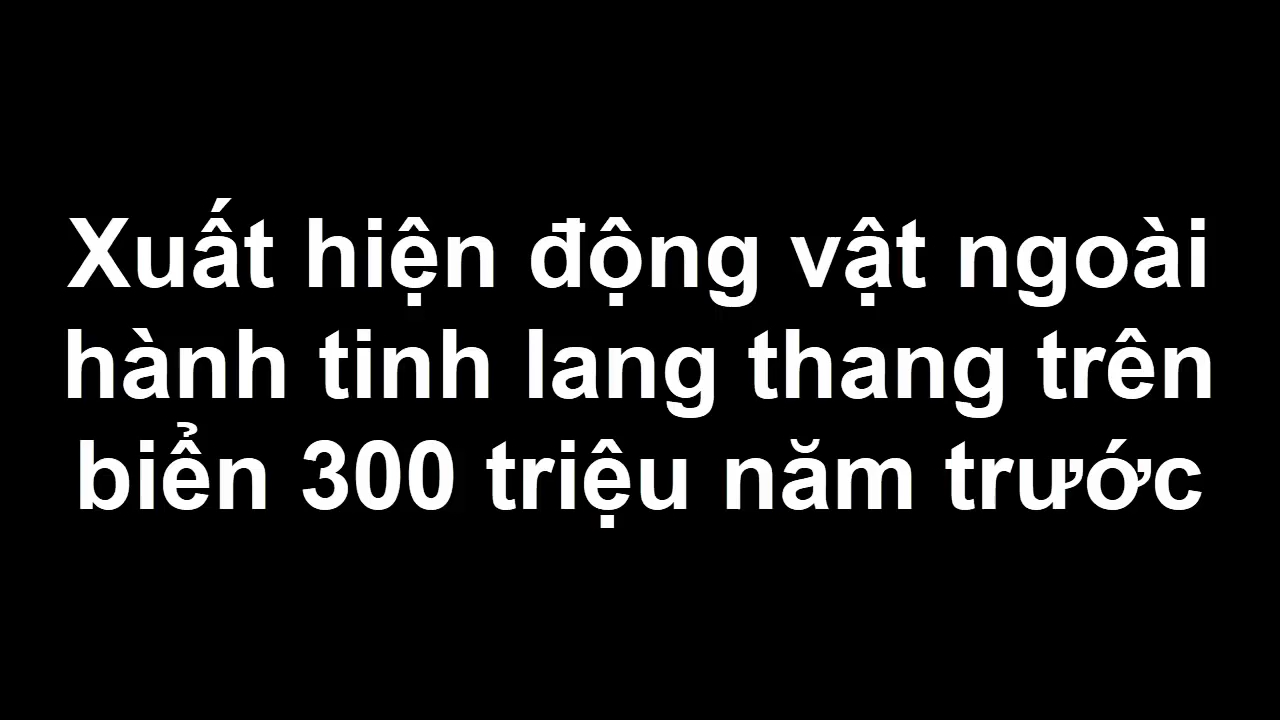 Xuất hiện động vật ngoài
hành tinh lang thang trên
biển 300 triệu năm trước